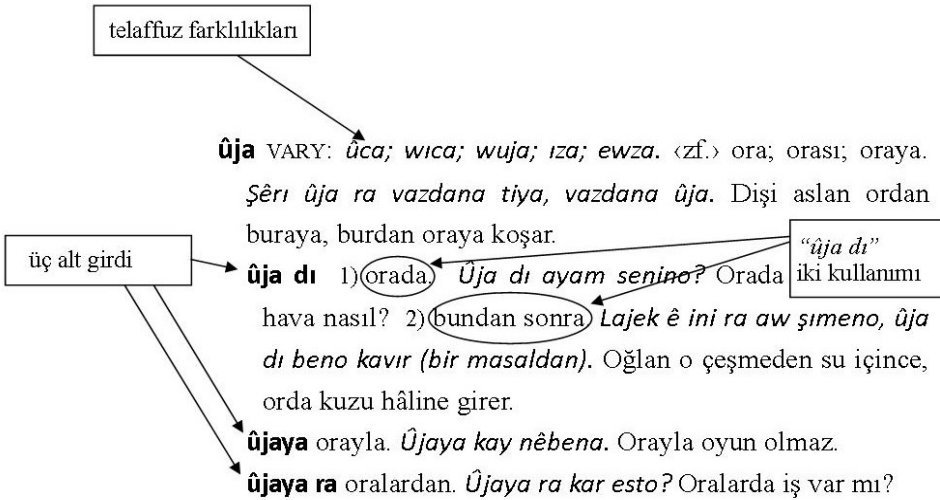 telaffuz farklılıkları
ûja VARY: ûca; wıca; wuja; ıza; ewza. ‹zf.› ora; orası; oraya.
Şêrı ûja ra vazdana tiya, vazdana ûja. Dişi aslan ordan
buraya, burdan oraya koşar.
üç alt girdi
“ûja dı”
iki kullanımı
ûja dı 1) orada. Ûja dı ayam senino? Orada
hava nasıl? 2) bundan sonra Lajek ê ini ra aw şımeno, ûja
dı beno kavır (bir masaldan). Oğlan o çeşmeden su içince,
orda kuzu hâline girer.
ûjaya orayla. Ûjaya kay nêbena. Orayla oyun olmaz.
ûjaya ra oralardan. Ûjaya ra kar esto? Oralarda iş var mı?